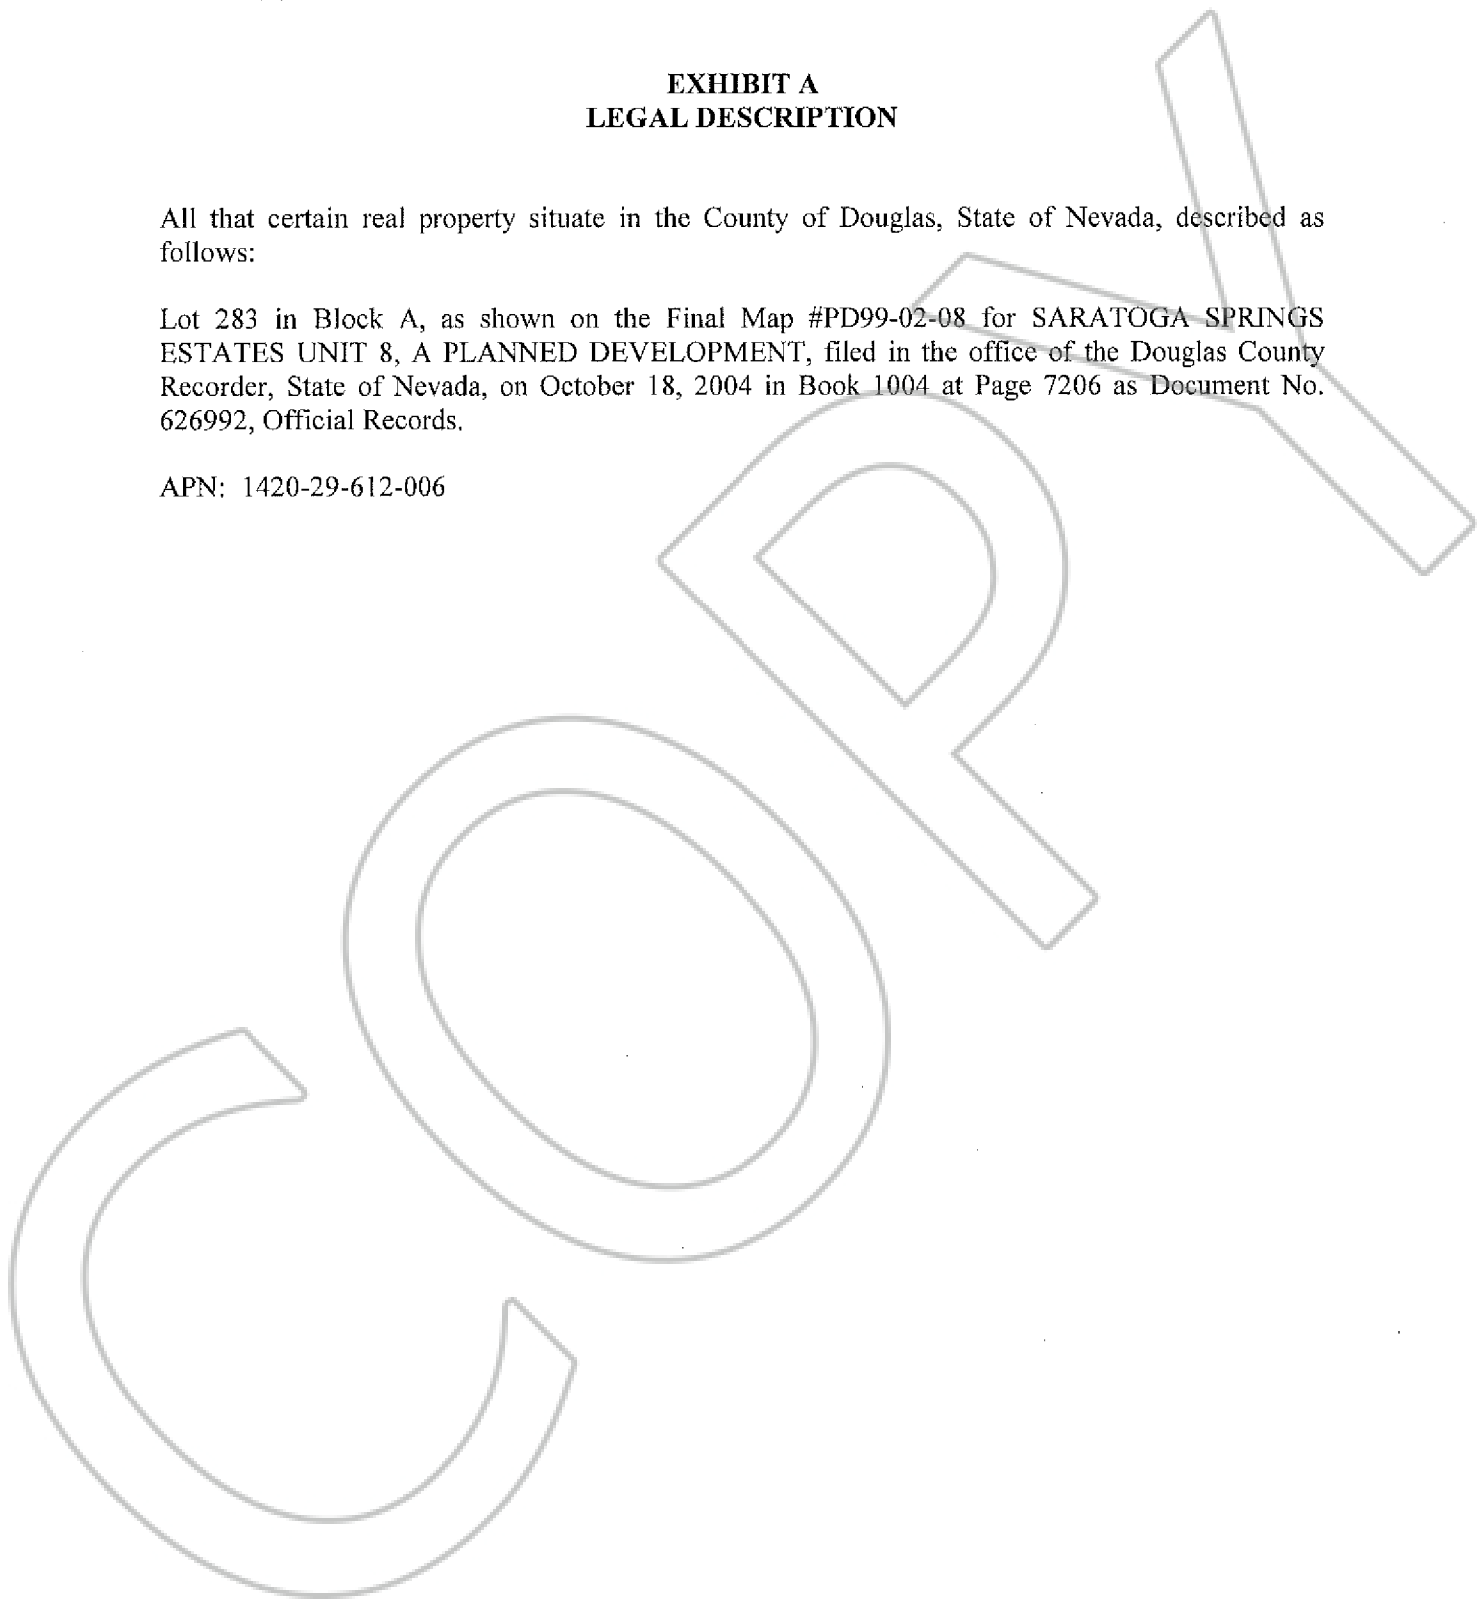 EXHIBIT A
LEGAL DESCRIPTION
All that certain real property situate in the County of Douglas, State of Nevada, described as
follows:
Lot 283 in Block A, as shown on the Final Map #PD99-02-08 for SARATOGA SPRINGS
ESTATES UNIT 8, A PLANNED DEVELOPMENT, filed in the office of the Douglas County
Recorder, State of Nevada, on October 18, 2004 in Book 1004 at Page 7206 as Document No.
626992, Official Records.
APN: 1420-29-612-006
COPY